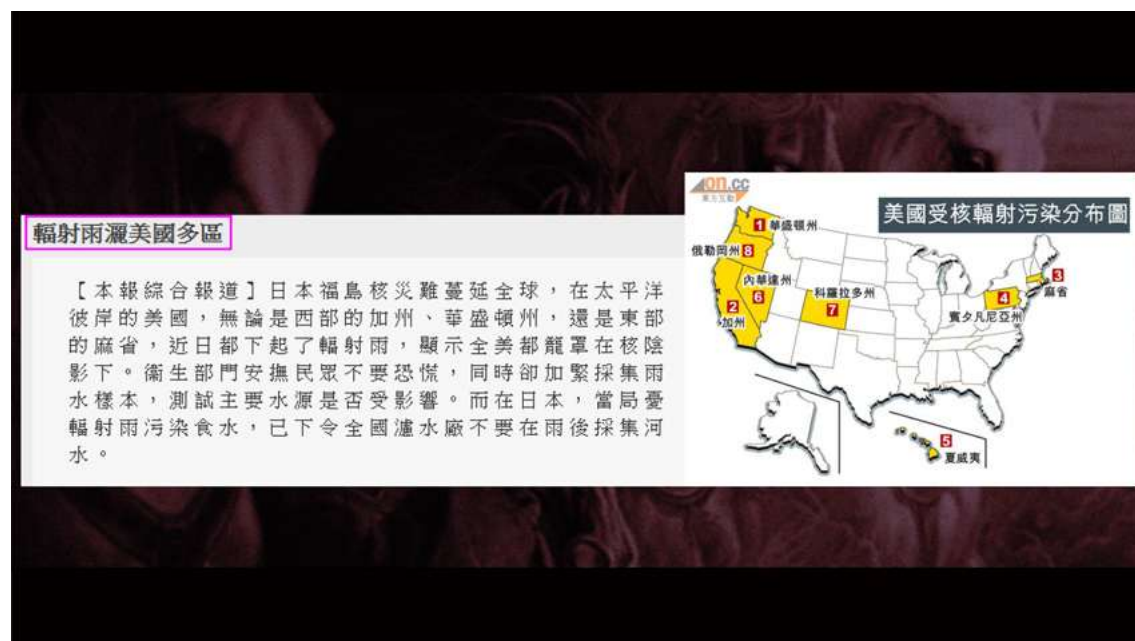 輻射雨灑美國多區
【本報綜合報道】日本福島核災難蔓延全球，在太平洋
彼岸的美國，無論是西部的加州、華盛頓州，還是東部
的麻省，近日都下起了輻射雨，顯示全美都籠罩在核陰
影下。衞生部門安撫民眾不要恐慌，同時卻加緊採集雨
水樣本，測試主要水源是否受影響。而在日本，當局憂
輻射雨污染食水，已下令全國濾水廠不要在雨後採集河
水。
on.cc
東方互動
美國受核輻射污染分布圖
1 華盛頓州
俄勒岡州 8
內華達州
6
2
加州
科羅拉多州
7
3
麻省
4
賓夕凡尼亞州
5
夏威夷